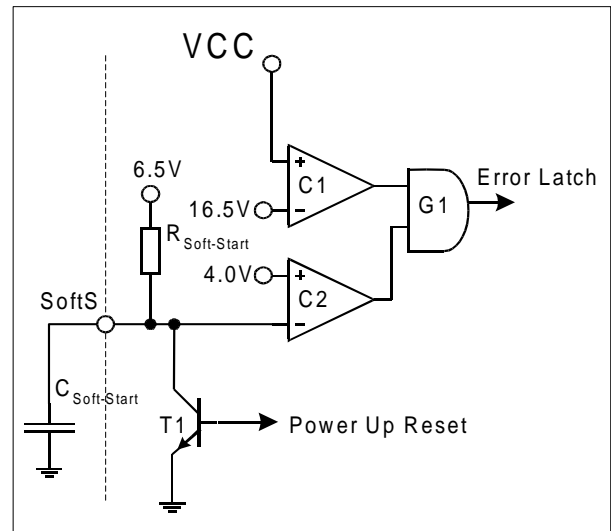 VCC
+
C1
-
6.5V
16.5V
G1
Error Latch
R Soft-Start
4.0V
+
C2
-
SoftS
C Soft-Start
T1
Power Up Reset